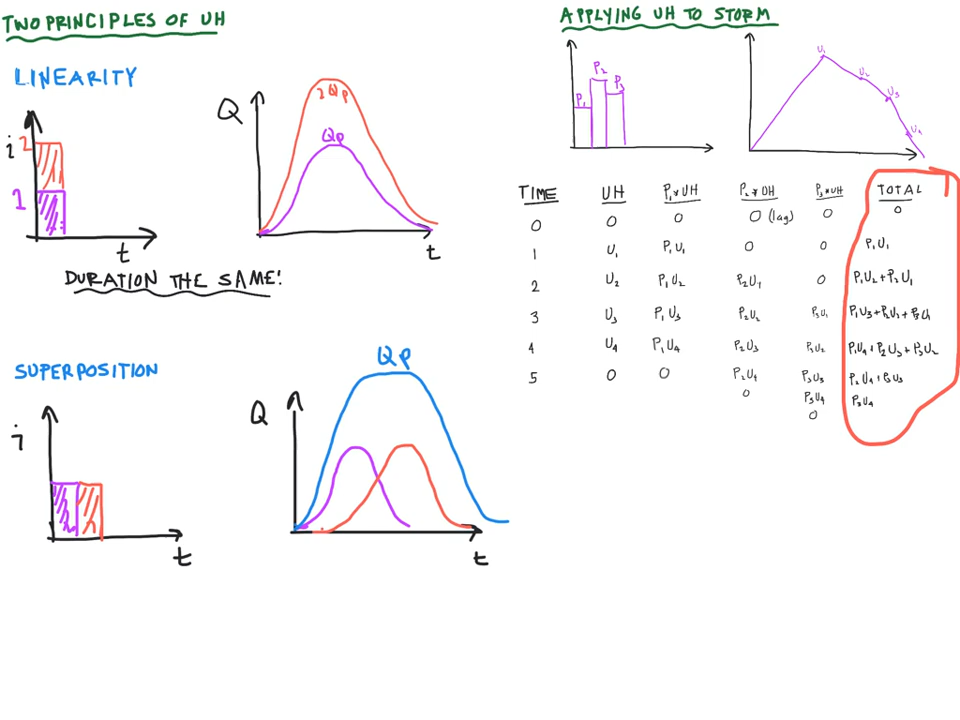 TWO PRINCIPLES OF UH
LINEARITY
i
2
1
t
Q
2Qp
Qp
t
DURATION THE SAME!
SUPERPOSITION
i
t
Q
Qp
t
APPLYING UH TO STORM
P1
P2
P3
U1
U2
U3
U4
TIME UH P1*UH P2*UH P3*UH TOTAL
0 0 0 0 (lag) 0 0
1 U1 P1U1 0 0 P1U1
2 U2 P1U2 P2U1 0 P1U2+P2U1
3 U3 P1U3 P2U2 P3U1 P1U3+P2U2+P3U1
4 U4 P1U4 P2U3 P3U2 P1U4+P2U3+P3U2
5 0 0 P2U4 P3U3 P2U4+P3U3
0 P3U4 P3U4
0